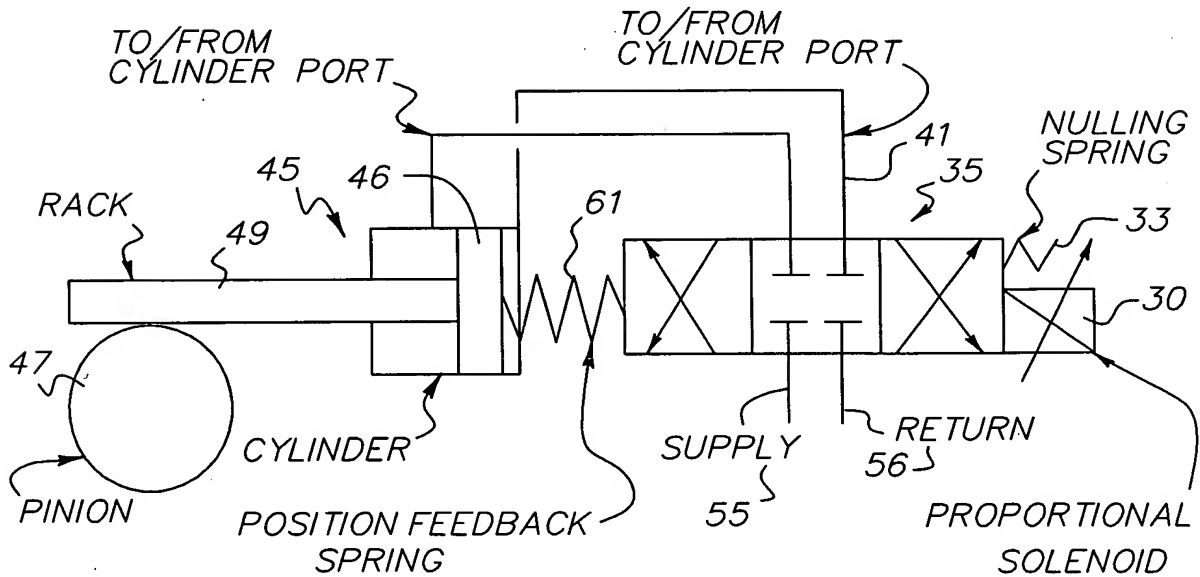 TO/FROM
CYLINDER PORT
TO/FROM
CYLINDER PORT
NULLING
SPRING
41
35
33
45
46
61
RACK
49
30
47
CYLINDER
SUPPLY
55
RETURN
56
PINION
POSITION FEEDBACK
SPRING
PROPORTIONAL
SOLENOID